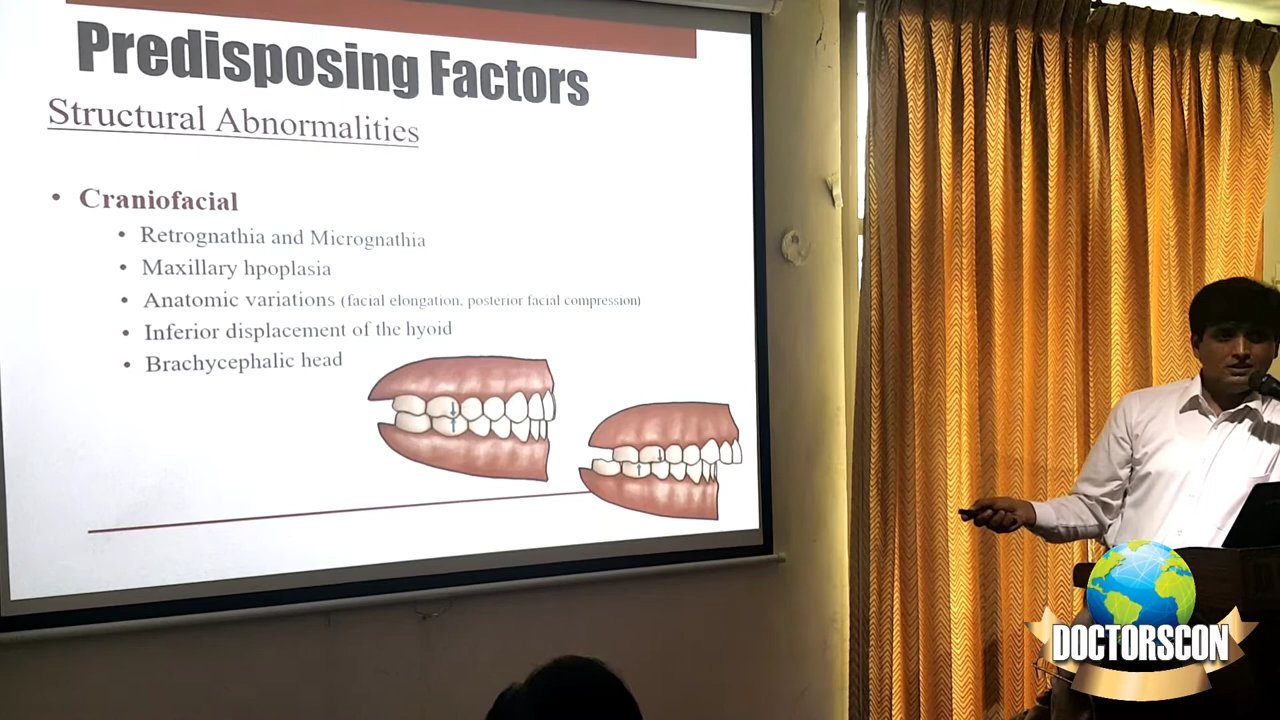 Predisposing Factors
Structural Abnormalities
• Craniofacial
• Retrognathia and Micrognathia
• Maxillary hpoplasia
• Anatomic variations (facial elongation, posterior facial compression)
• Inferior displacement of the hyoid
• Brachycephalic head
DOCTORSCON